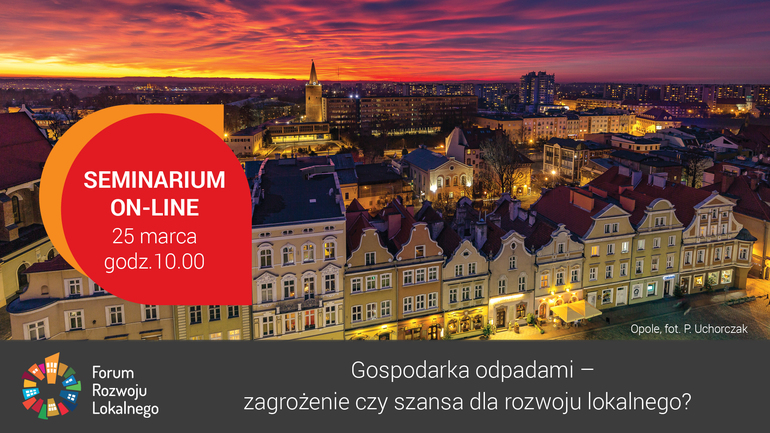 SEMINARIUM
ON-LINE
25 marca
godz.10.00
Opole, fot. P. Uchorczak
Forum
Rozwoju
Lokalnego
Gospodarka odpadami –
zagrożenie czy szansa dla rozwoju lokalnego?